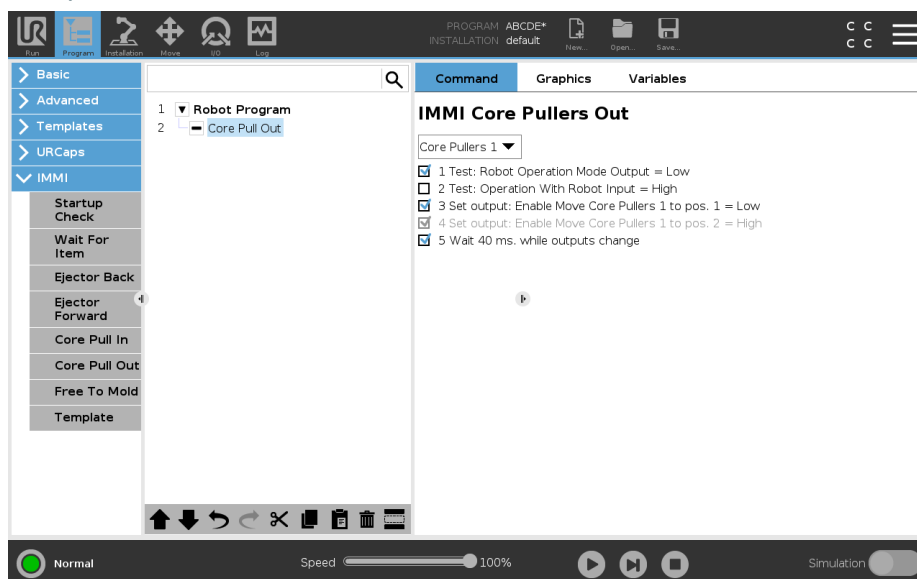 PROGRAM ABCDE*
INSTALLATION default
Run
Program
Installation
Move
I/O
Log
New...
Open...
Save...
C C
C C
Basic
Advanced
Templates
URCaps
IMMI
Startup
Check
Wait For
Item
Ejector Back
Ejector
Forward
Core Pull In
Core Pull Out
Free To Mold
Template
1 Robot Program
2 Core Pull Out
Command Graphics Variables
IMMI Core Pullers Out
Core Pullers 1
1 Test: Robot Operation Mode Output = Low
2 Test: Operation With Robot Input = High
3 Set output: Enable Move Core Pullers 1 to pos. 1 = Low
4 Set output: Enable Move Core Pullers 1 to pos. 2 = High
5 Wait 40 ms. while outputs change
Normal
Speed 100%
Simulation